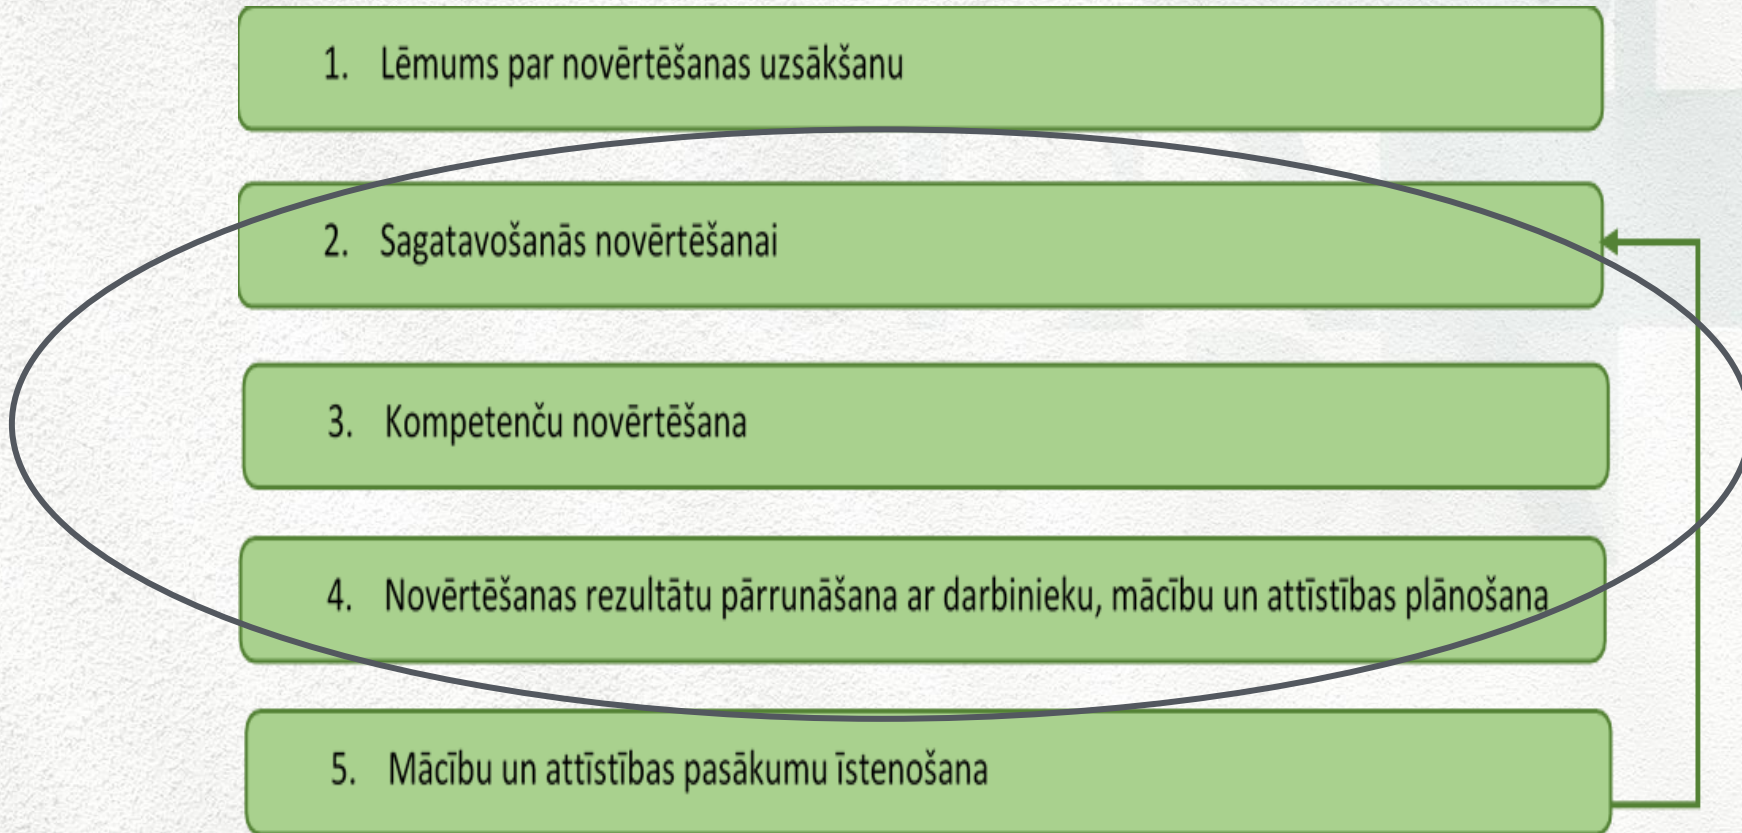 1. Lēmums par novērtēšanas uzsākšanu
2. Sagatavošanās novērtēšanai
3. Kompetenču novērtēšana
4. Novērtēšanas rezultātu pārrunāšana ar darbinieku, mācību un attīstības plānošana
5. Mācību un attīstības pasākumu īstenošana